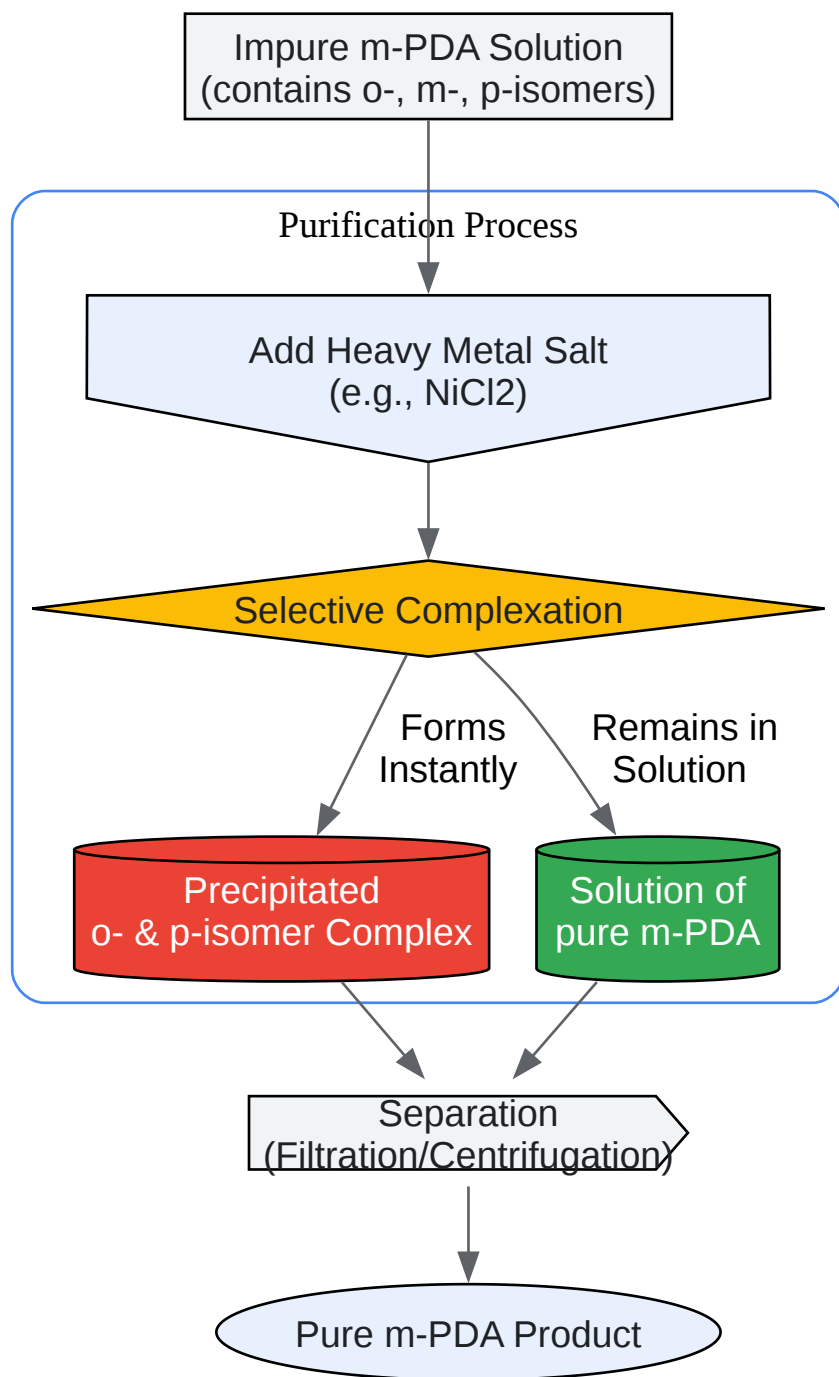 Impure m-PDA Solution
(contains o-, m-, p-isomers)
Purification Process
Add Heavy Metal Salt
(e.g., NiCl2)
Selective Complexation
Forms
Instantly
Remains in
Solution
Precipitated
o- & p-isomer Complex
Solution of
pure m-PDA
Separation
(Filtration/Centrifugation)
Pure m-PDA Product